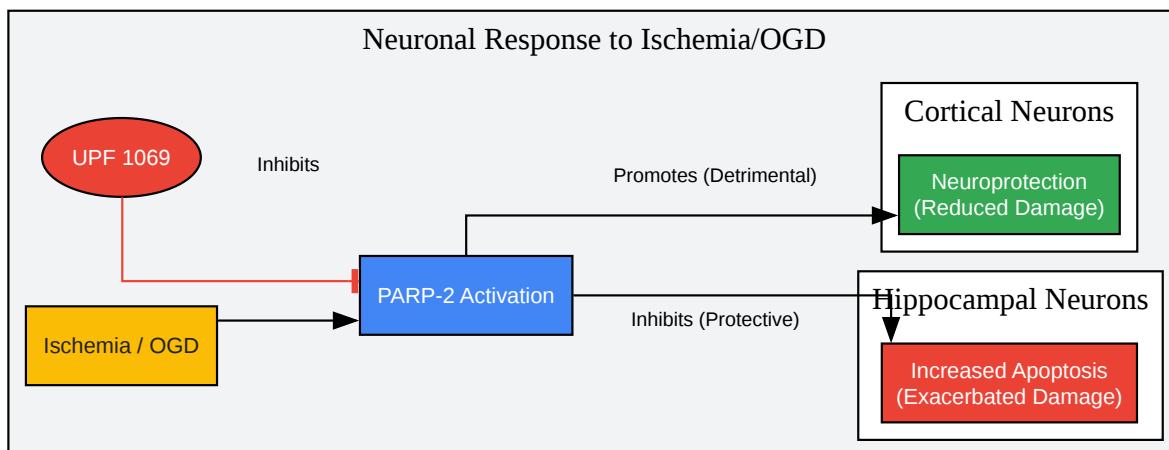 Neuronal Response to Ischemia/OGD
UPF 1069
Inhibits
Ischemia / OGD
PARP-2 Activation
Promotes (Detrimental)
Inhibits (Protective)
Cortical Neurons
Neuroprotection
(Reduced Damage)
Hippocampal Neurons
Increased Apoptosis
(Exacerbated Damage)